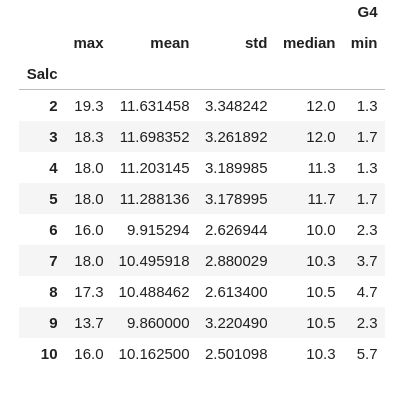 G4
max mean std median min
Salc
2 19.3 11.631458 3.348242 12.0 1.3
3 18.3 11.698352 3.261892 12.0 1.7
4 18.0 11.203145 3.189985 11.3 1.3
5 18.0 11.288136 3.178995 11.7 1.7
6 16.0 9.915294 2.626944 10.0 2.3
7 18.0 10.495918 2.880029 10.3 3.7
8 17.3 10.488462 2.613400 10.5 4.7
9 13.7 9.860000 3.220490 10.5 2.3
10 16.0 10.162500 2.501098 10.3 5.7